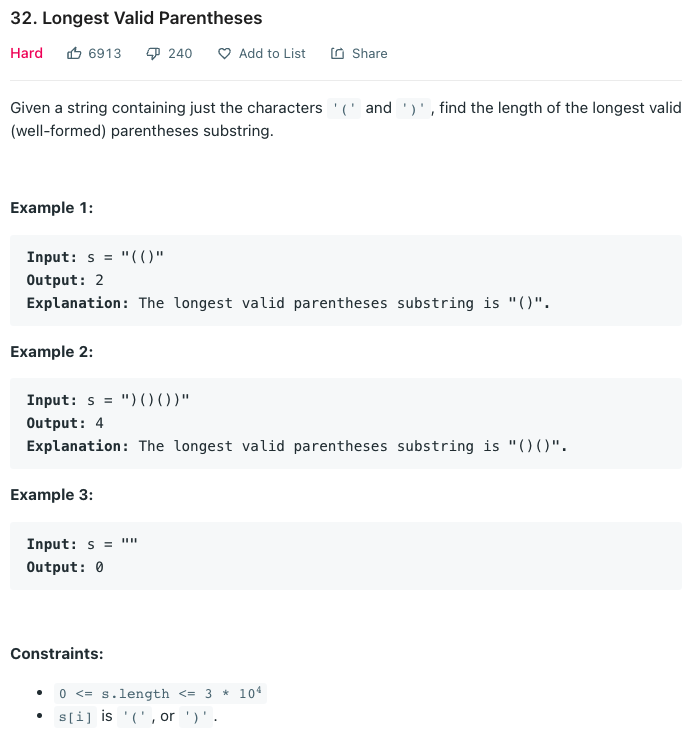 32. Longest Valid Parentheses
Hard 6913 240 Add to List Share
Given a string containing just the characters '(' and ')', find the length of the longest valid
(well-formed) parentheses substring.
Example 1:
Input: s = "(()"
Output: 2
Explanation: The longest valid parentheses substring is "()".
Example 2:
Input: s = ")()())"
Output: 4
Explanation: The longest valid parentheses substring is "()()".
Example 3:
Input: s = ""
Output: 0
Constraints:
• 0 <= s.length <= 3 * 10⁴
• s[i] is '(', or ')'.